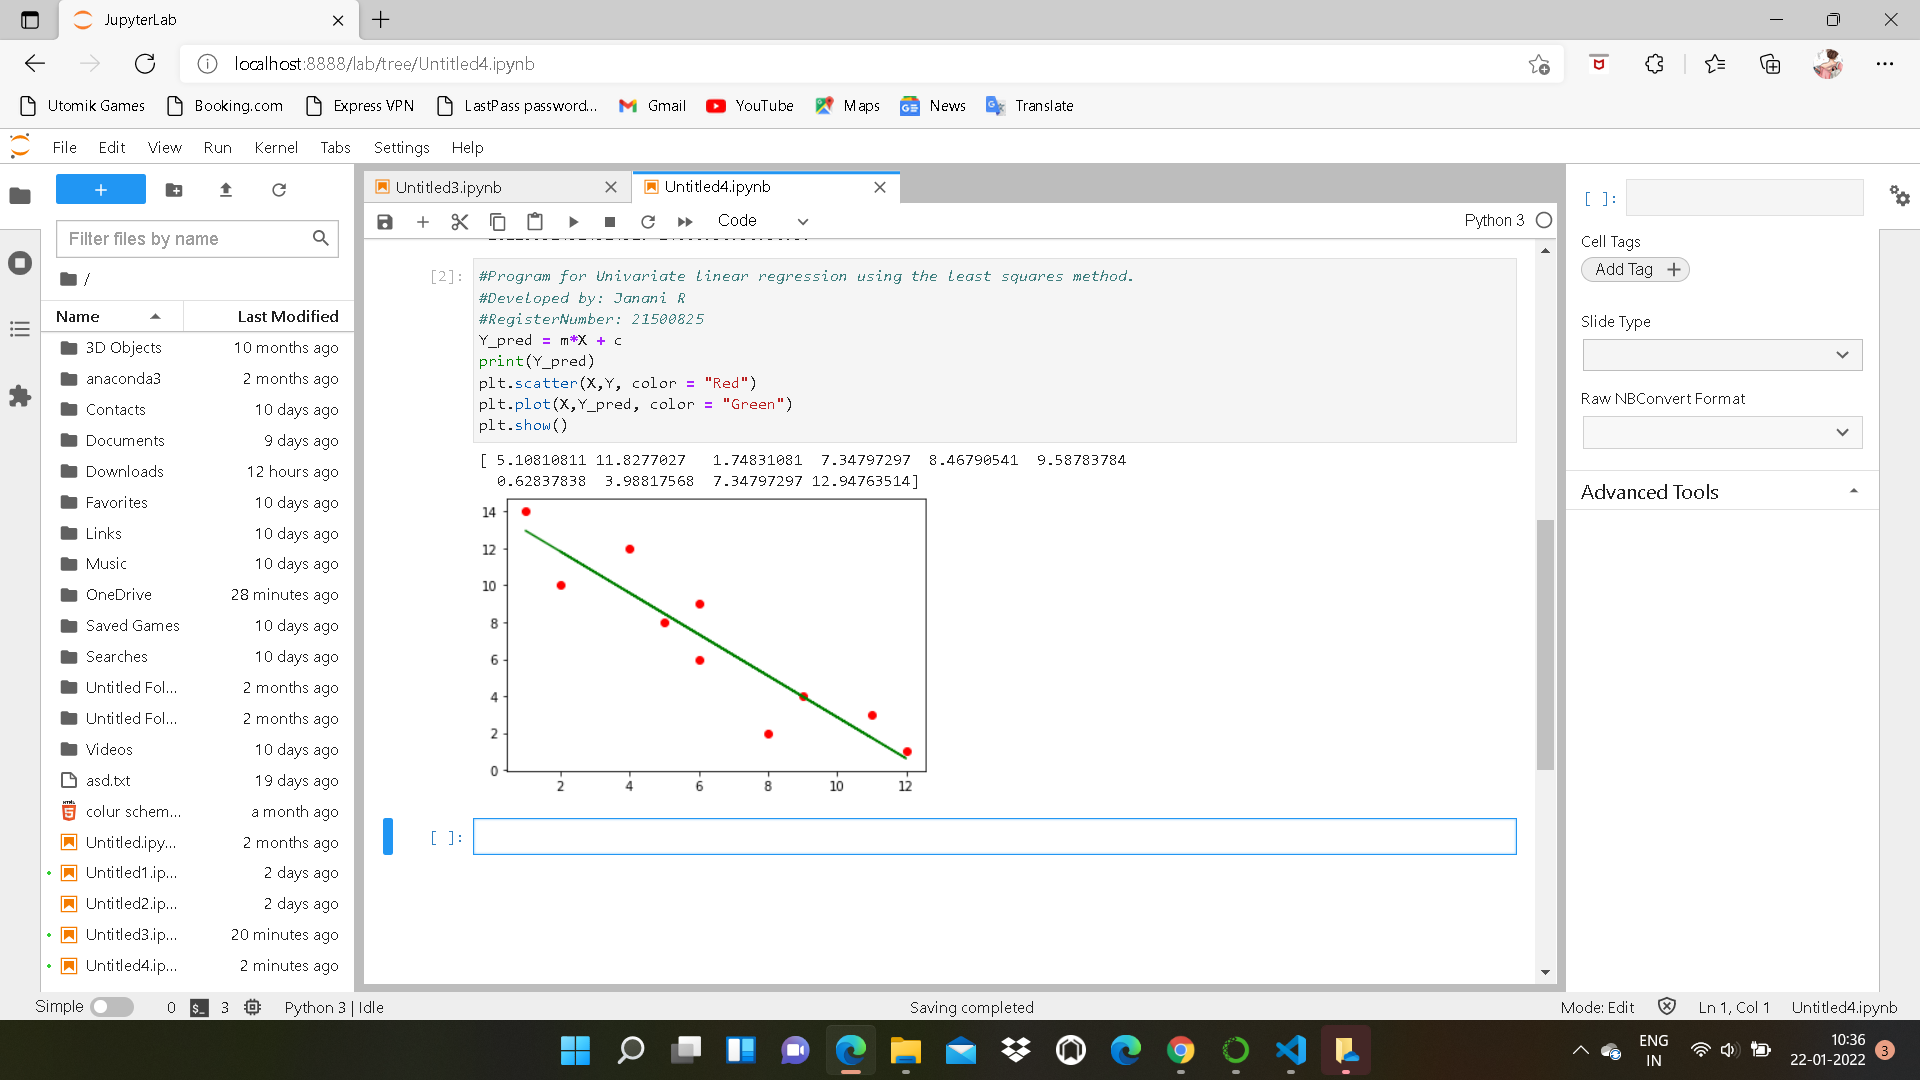 JupyterLab
localhost:8888/lab/tree/Untitled4.ipynb
Utomik Games
Booking.com
Express VPN
LastPass password...
Gmail
YouTube
Maps
News
Translate
File Edit View Run Kernel Tabs Settings Help
Filter files by name
/
Name Last Modified
3D Objects 10 months ago
anaconda3 2 months ago
Contacts 10 days ago
Documents 9 days ago
Downloads 12 hours ago
Favorites 10 days ago
Links 10 days ago
Music 10 days ago
OneDrive 28 minutes ago
Saved Games 10 days ago
Searches 10 days ago
Untitled Fol... 2 months ago
Untitled Fol... 2 months ago
Videos 10 days ago
asd.txt 19 days ago
colur schem... a month ago
Untitled.ipy... 2 months ago
Untitled1.ip... 2 days ago
Untitled2.ip... 2 days ago
Untitled3.ip... 20 minutes ago
Untitled4.ip... 2 minutes ago
Untitled3.ipynb
Untitled4.ipynb
Code
Python 3
[2]:
#Program for Univariate linear regression using the least squares method.
#Developed by: Janani R
#RegisterNumber: 21500825
Y_pred = m*X + c
print(Y_pred)
plt.scatter(X,Y, color = "Red")
plt.plot(X,Y_pred, color = "Green")
plt.show()
[ 5.10810811 11.8277027 1.74831081 7.34797297 8.46790541 9.58783784
0.62837838 3.98817568 7.34797297 12.94763514]
14
12
10
8
6
4
2
0
2 4 6 8 10 12
[ ]:
[ ]:
Cell Tags
Add Tag +
Slide Type
Raw NBConvert Format
Advanced Tools
Simple 0 $_ 3 Python 3 | Idle Saving completed Mode: Edit Ln 1, Col 1 Untitled4.ipynb
ENG
IN
10:36
22-01-2022
3